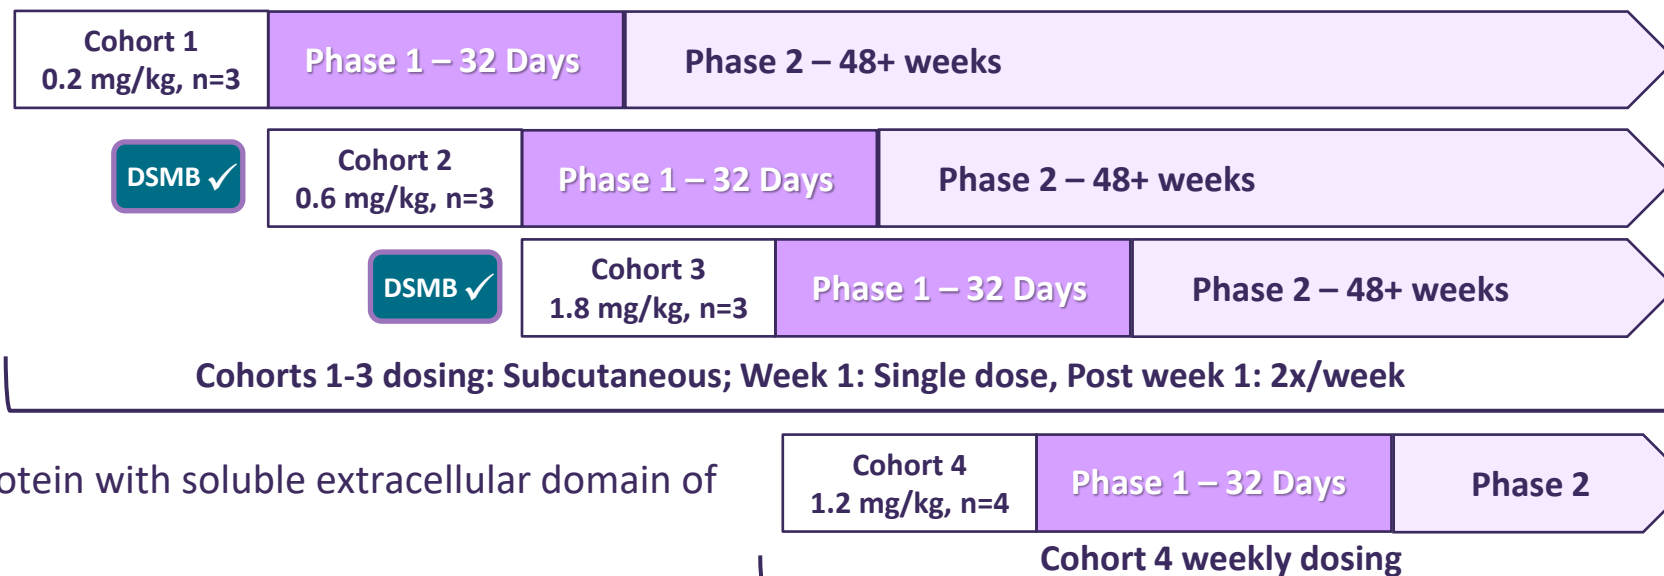 Cohort 1
0.2 mg/kg, n=3
Phase 1 – 32 Days
Phase 2 – 48+ weeks
DSMB ✓
Cohort 2
0.6 mg/kg, n=3
Phase 1 – 32 Days
Phase 2 – 48+ weeks
DSMB ✓
Cohort 3
1.8 mg/kg, n=3
Phase 1 – 32 Days
Phase 2 – 48+ weeks
Cohorts 1-3 dosing: Subcutaneous; Week 1: Single dose, Post week 1: 2x/week
otein with soluble extracellular domain of
Cohort 4
1.2 mg/kg, n=4
Phase 1 – 32 Days
Phase 2
Cohort 4 weekly dosing